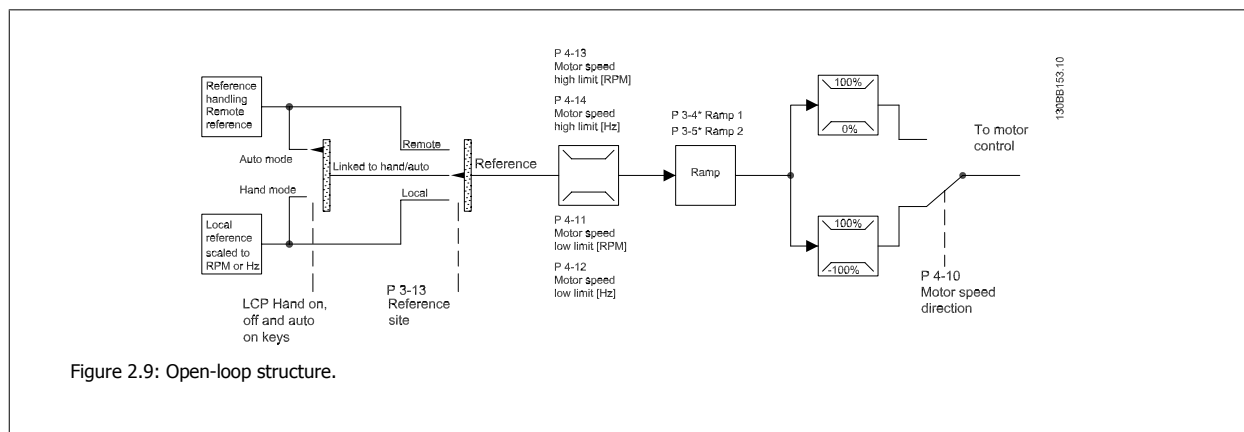 Reference
handling
Remote
reference
Auto mode
Hand mode
Local
reference
scaled to
RPM or Hz
LCP Hand on,
off and auto
on keys
Linked to hand/auto
Remote
Local
P 3-13
Reference
site
Reference
P 4-13
Motor speed
high limit [RPM]
P 4-14
Motor speed
high limit [Hz]
P 4-11
Motor speed
low limit [RPM]
P 4-12
Motor speed
low limit [Hz]
P 3-4* Ramp 1
P 3-5* Ramp 2
Ramp
100%
0%
100%
-100%
To motor
control
P 4-10
Motor speed
direction
130BB153.10
Figure 2.9: Open-loop structure.